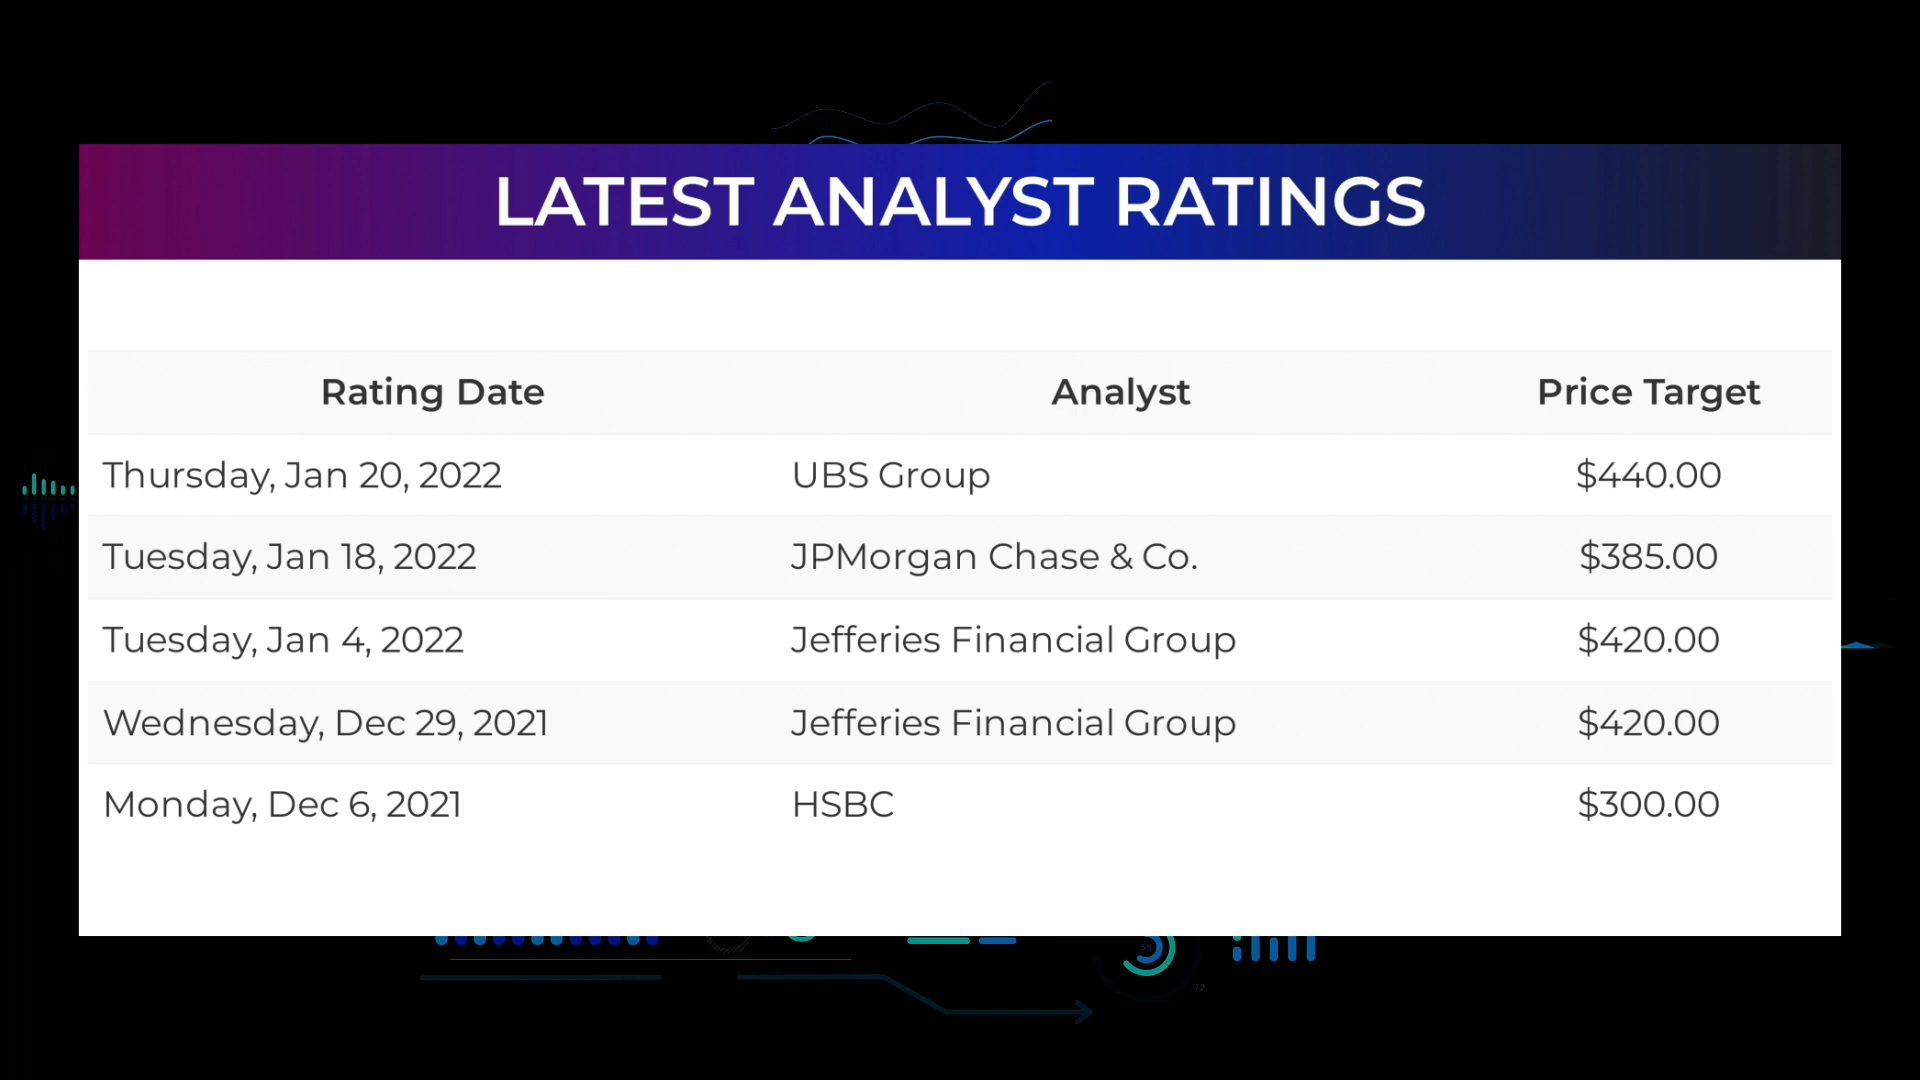 LATEST ANALYST RATINGS
Rating Date Analyst Price Target
Thursday, Jan 20, 2022 UBS Group $440.00
Tuesday, Jan 18, 2022 JPMorgan Chase & Co. $385.00
Tuesday, Jan 4, 2022 Jefferies Financial Group $420.00
Wednesday, Dec 29, 2021 Jefferies Financial Group $420.00
Monday, Dec 6, 2021 HSBC $300.00
72